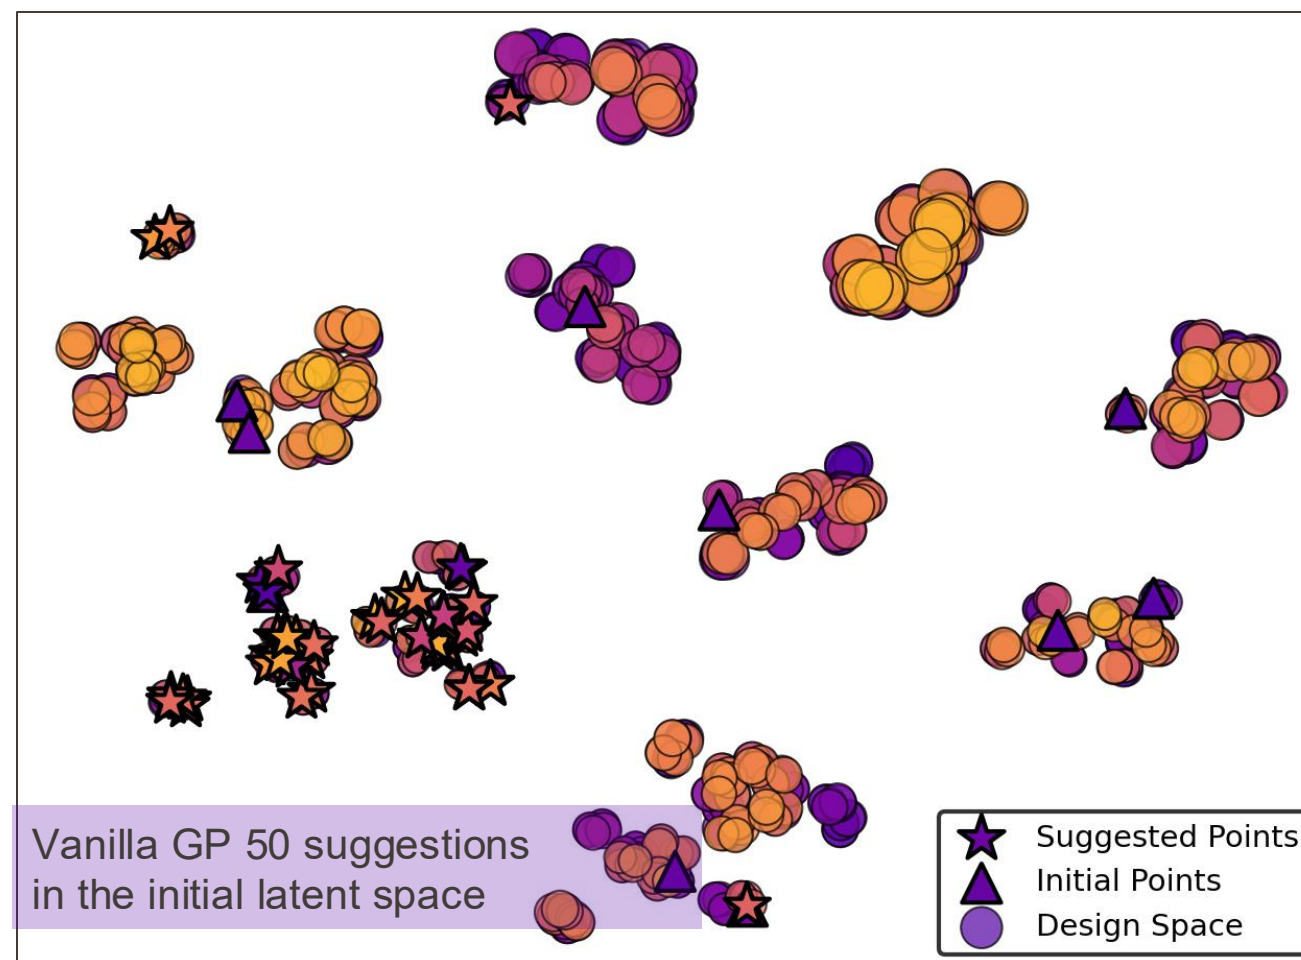 Vanilla GP 50 suggestions
in the initial latent space
Suggested Points
Initial Points
Design Space